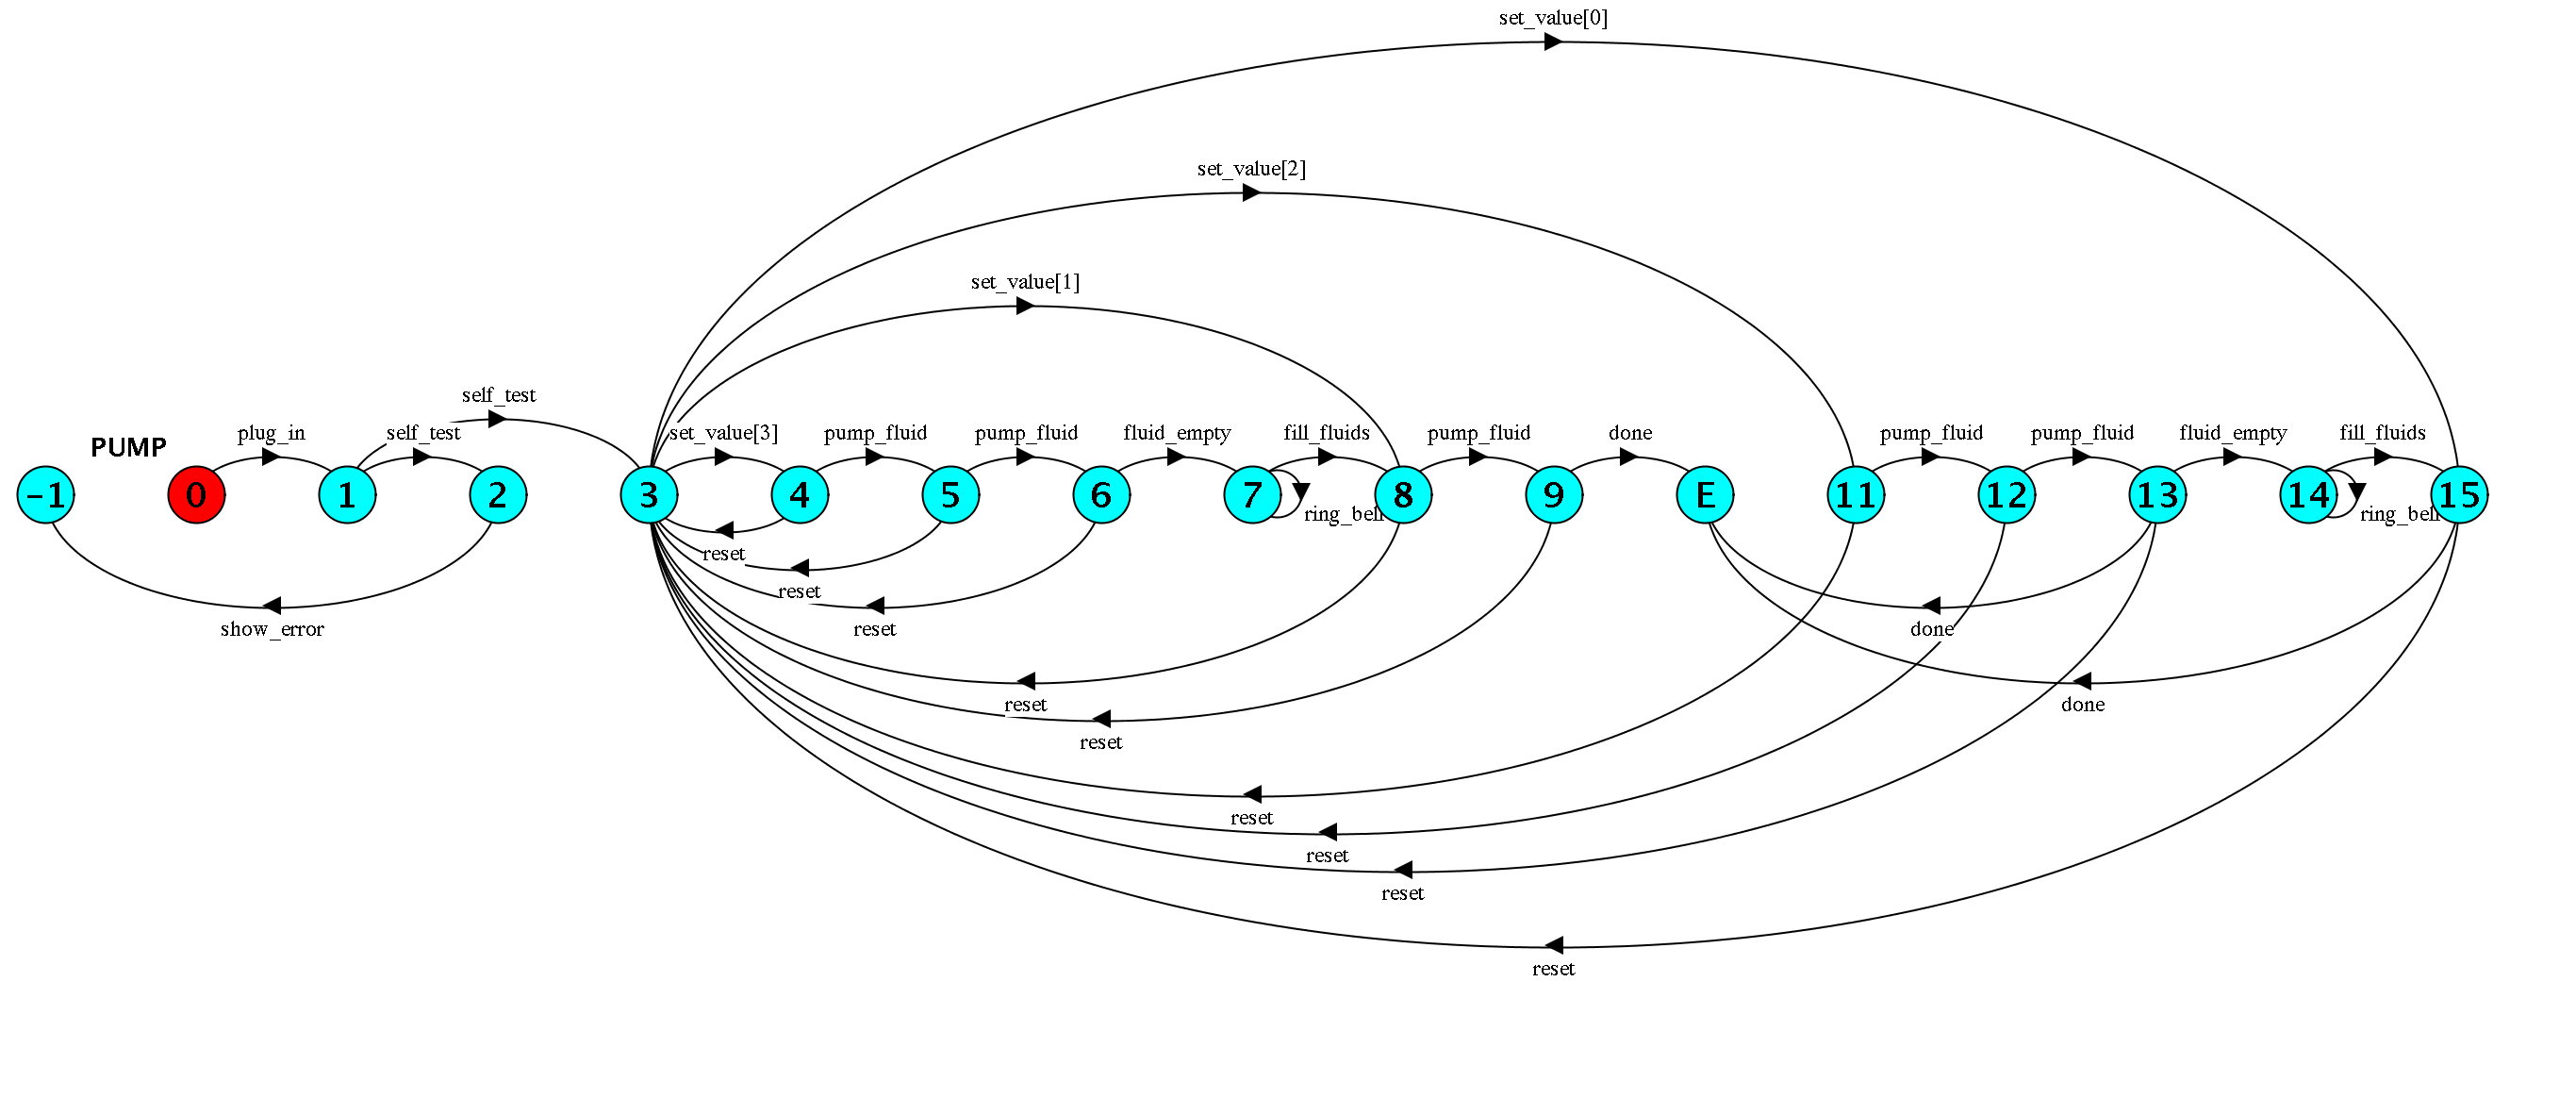 set_value[0]
set_value[2]
set_value[1]
self_test
PUMP
plug_in
self_test
set_value[3]
pump_fluid
pump_fluid
fluid_empty
fill_fluids
pump_fluid
done
pump_fluid
pump_fluid
fluid_empty
fill_fluids
-1
0
1
2
3
4
5
6
7
8
9
E
11
12
13
14
15
ring_bell
ring_bell
reset
reset
show_error
reset
done
reset
done
reset
reset
reset
reset
reset